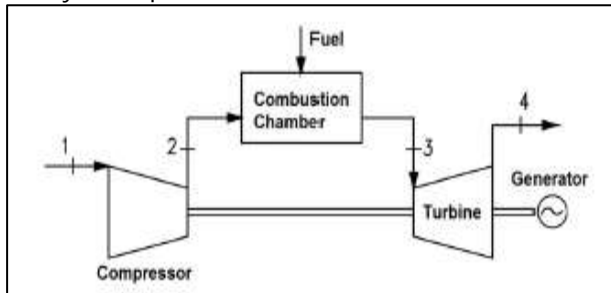 Fuel
Combustion
Chamber
4
1
2
3
Generator
Turbine
Compressor